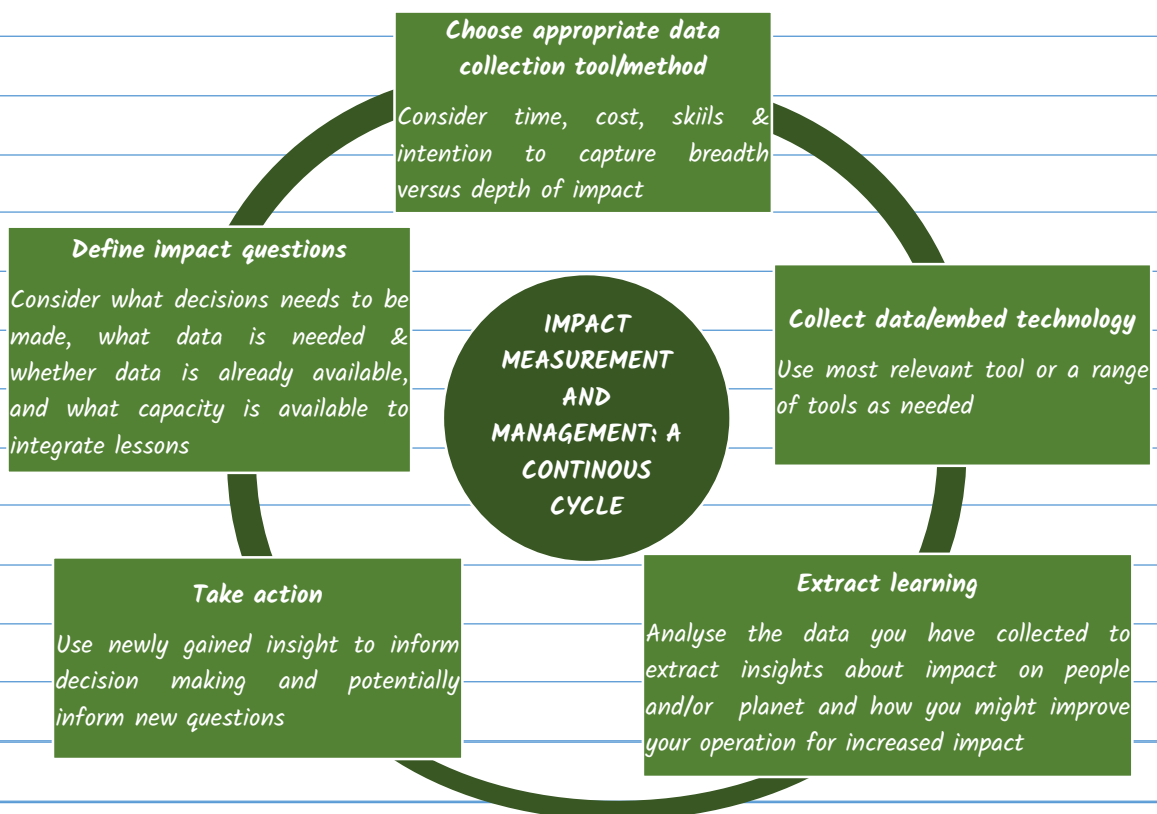 Choose appropriate data
collection tool/method
Consider time, cost, skiils &
intention to capture breadth
versus depth of impact
Define impact questions
Consider what decisions needs to be
made, what data is needed &
whether data is already available,
and what capacity is available to
integrate lessons
IMPACT
MEASUREMENT
AND
MANAGEMENT: A
CONTINOUS
CYCLE
Collect data/embed technology
Use most relevant tool or a range
of tools as needed
Take action
Use newly gained insight to inform
decision making and potentially
inform new questions
Extract learning
Analyse the data you have collected to
extract insights about impact on people
and/or planet and how you might improve
your operation for increased impact